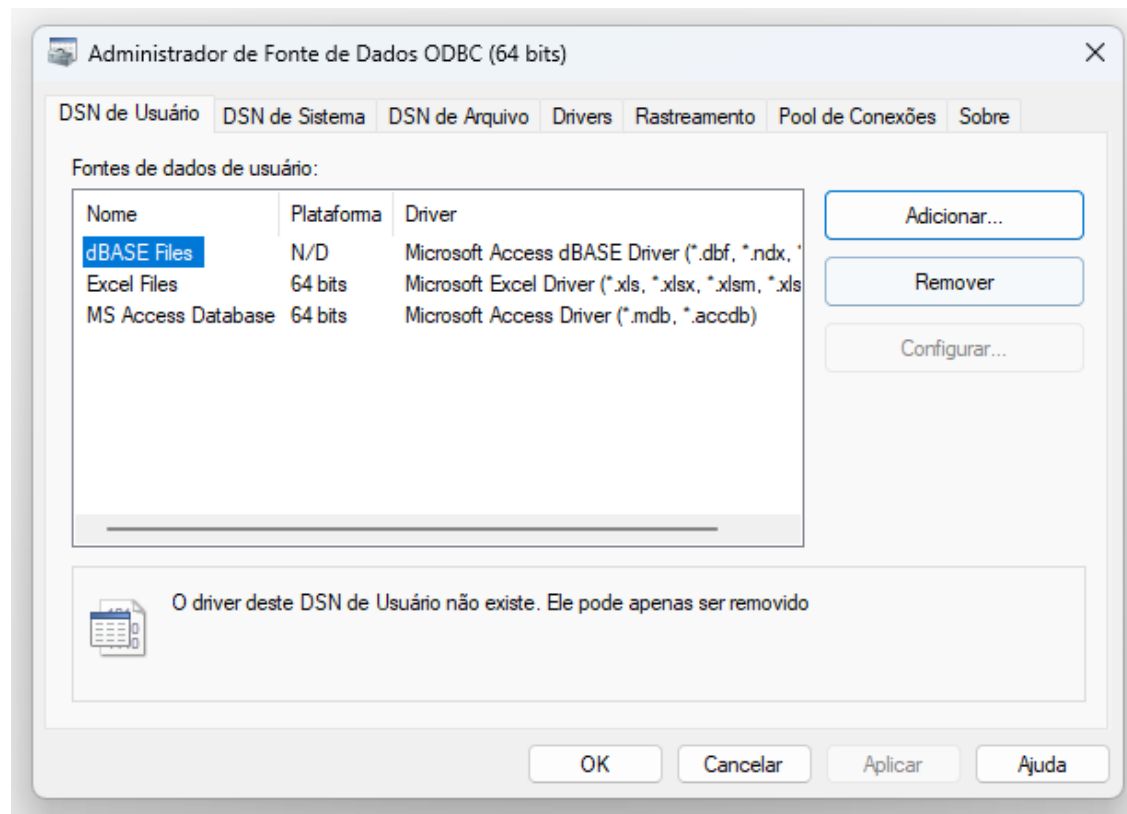 Administrador de Fonte de Dados ODBC (64 bits)
DSN de Usuário DSN de Sistema DSN de Arquivo Drivers Rastreamento Pool de Conexões Sobre
Fontes de dados de usuário:
Nome Plataforma Driver
dBASE Files N/D Microsoft Access dBASE Driver (*.dbf, *.ndx, *
Excel Files 64 bits Microsoft Excel Driver (*.xls, *.xlsx, *.xlsm, *.xls
MS Access Database 64 bits Microsoft Access Driver (*.mdb, *.accdb)
Adicionar...
Remover
Configurar...
O driver deste DSN de Usuário não existe. Ele pode apenas ser removido
OK Cancelar Aplicar Ajuda